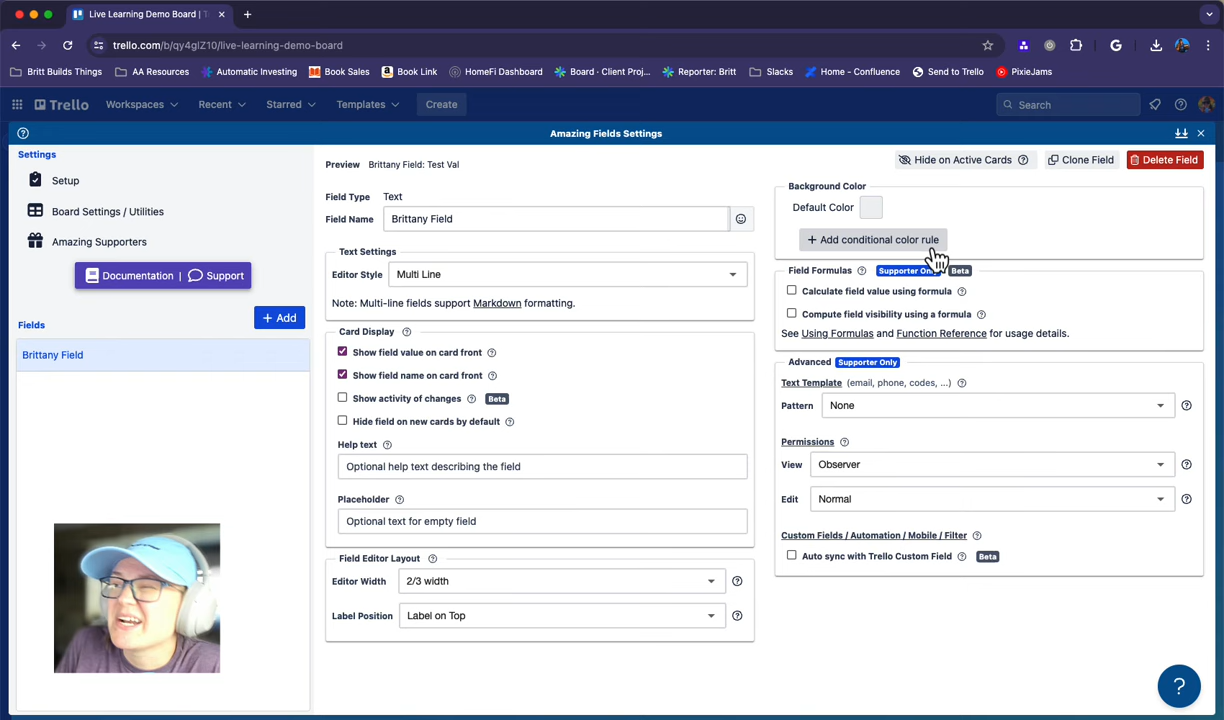 Live Learning Demo Board | T
trello.com/b/qy4glZ10/live-learning-demo-board
Britt Builds Things
AA Resources
Automatic Investing
Book Sales
Book Link
HomeFi Dashboard
Board · Client Proj...
Reporter: Britt
Slacks
Home - Confluence
Send to Trello
PixieJams
Trello
Workspaces
Recent
Starred
Templates
Create
Search
Amazing Fields Settings
Settings
Setup
Board Settings / Utilities
Amazing Supporters
Documentation | Support
Fields
+ Add
Brittany Field
Preview Brittany Field: Test Val
Hide on Active Cards
Clone Field
Delete Field
Field Type Text
Field Name Brittany Field
Text Settings
Editor Style Multi Line
Note: Multi-line fields support Markdown formatting.
Card Display
Show field value on card front
Show field name on card front
Show activity of changes Beta
Hide field on new cards by default
Help text
Optional help text describing the field
Placeholder
Optional text for empty field
Field Editor Layout
Editor Width 2/3 width
Label Position Label on Top
Background Color
Default Color
+ Add conditional color rule
Field Formulas Supporter Only Beta
Calculate field value using formula
Compute field visibility using a formula
See Using Formulas and Function Reference for usage details.
Advanced Supporter Only
Text Template (email, phone, codes, ...)
Pattern None
Permissions
View Observer
Edit Normal
Custom Fields / Automation / Mobile / Filter
Auto sync with Trello Custom Field Beta
?